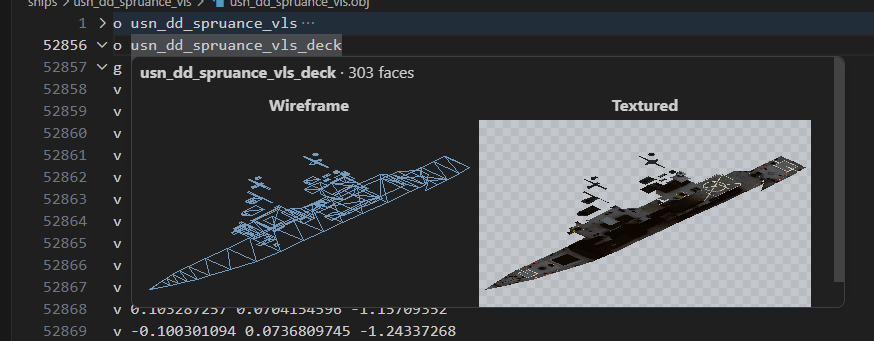 ships > usn_dd_spruance_vls > usn_dd_spruance_vls.obj
1 > o usn_dd_spruance_vls ...
52856 o usn_dd_spruance_vls_deck
52857 g
52858 v
52859 v
52860 v
52861 v
52862 v
52863 v
52864 v
52865 v
52866 v
52867 v
usn_dd_spruance_vls_deck · 303 faces
Wireframe Textured
52868 v 0.105287257 0.0704154596 -1.15709352
52869 v -0.100301094 0.0736809745 -1.24337268